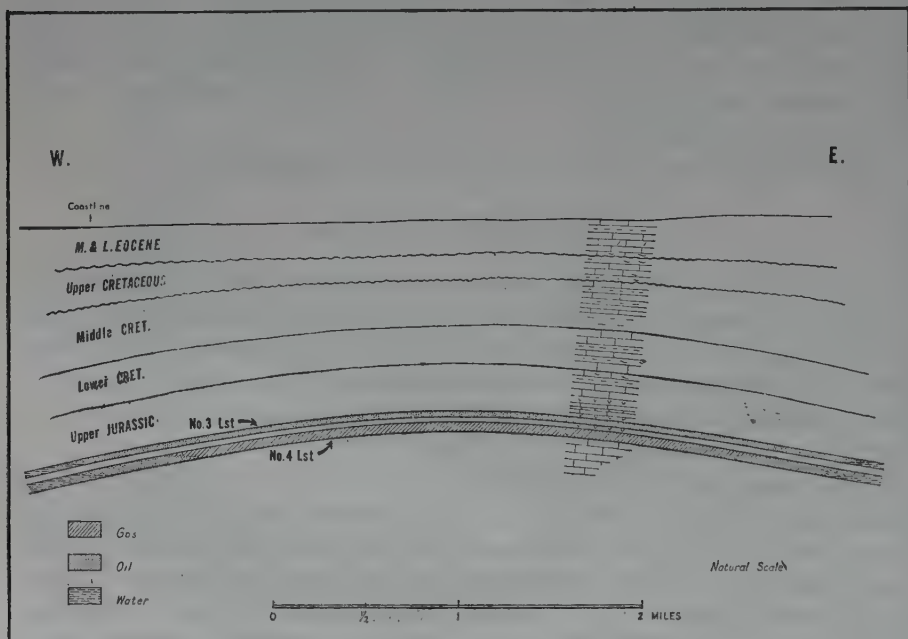 W.
E.
Coastline
M. & L. EOCENE
Upper CRETACEOUS
Middle CRET.
Lower CRET.
Upper JURASSIC
No.3 Lst
No.4 Lst
Gas
Oil
Water
Natural Scale
0 ½ 1 2 MILES